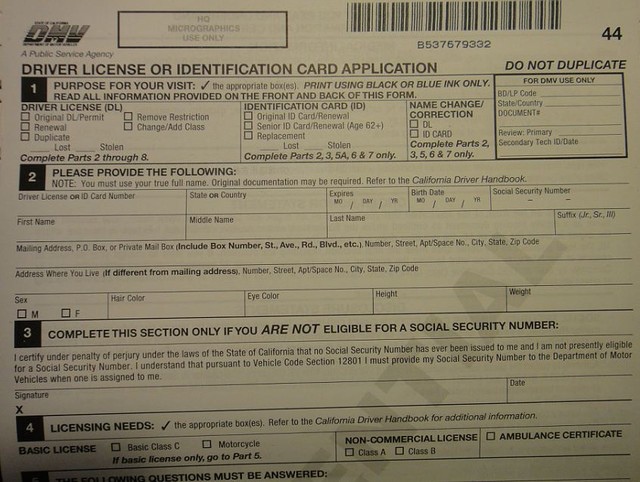 STATE OF CALIFORNIA
DMV
DEPARTMENT OF MOTOR VEHICLES
A Public Service Agency
HQ
MICROGRAPHICS
USE ONLY
B537679332
44
DRIVER LICENSE OR IDENTIFICATION CARD APPLICATION
DO NOT DUPLICATE
1 PURPOSE FOR YOUR VISIT: ✓ the appropriate box(es). PRINT USING BLACK OR BLUE INK ONLY.
READ ALL INFORMATION PROVIDED ON THE FRONT AND BACK OF THIS FORM.
DRIVER LICENSE (DL)
Original DL/Permit Remove Restriction
Renewal Change/Add Class
Duplicate
Lost Stolen
Complete Parts 2 through 8.
IDENTIFICATION CARD (ID)
Original ID Card/Renewal
Senior ID Card/Renewal (Age 62+)
Replacement
Lost Stolen
Complete Parts 2, 3, 5A, 6 & 7 only.
NAME CHANGE/
CORRECTION
DL
ID CARD
Complete Parts 2,
3, 5, 6 & 7 only.
FOR DMV USE ONLY
BD/LP Code
State/Country
DOCUMENT#
Review: Primary
Secondary Tech ID/Date
2 PLEASE PROVIDE THE FOLLOWING:
NOTE: You must use your true full name. Original documentation may be required. Refer to the California Driver Handbook.
Driver License OR ID Card Number State OR Country Expires Birth Date Social Security Number
MO / DAY / YR MO / DAY / YR – –
First Name Middle Name Last Name Suffix (Jr., Sr., III)
Mailing Address, P.O. Box, or Private Mail Box (Include Box Number, St., Ave., Rd., Blvd., etc.) Number, Street, Apt/Space No., City, State, Zip Code
Address Where You Live (If different from mailing address), Number, Street, Apt/Space No., City, State, Zip Code
Sex Hair Color Eye Color Height Weight
M F
3 COMPLETE THIS SECTION ONLY IF YOU ARE NOT ELIGIBLE FOR A SOCIAL SECURITY NUMBER:
I certify under penalty of perjury under the laws of the State of California that no Social Security Number has ever been issued to me and I am not presently eligible
for a Social Security Number. I understand that pursuant to Vehicle Code Section 12801 I must provide my Social Security Number to the Department of Motor
Vehicles when one is assigned to me.
Signature Date
X
4 LICENSING NEEDS: ✓ the appropriate box(es). Refer to the California Driver Handbook for additional information.
BASIC LICENSE Basic Class C Motorcycle
If basic license only, go to Part 5.
NON-COMMERCIAL LICENSE
Class A Class B
AMBULANCE CERTIFICATE
5 THE FOLLOWING QUESTIONS MUST BE ANSWERED: